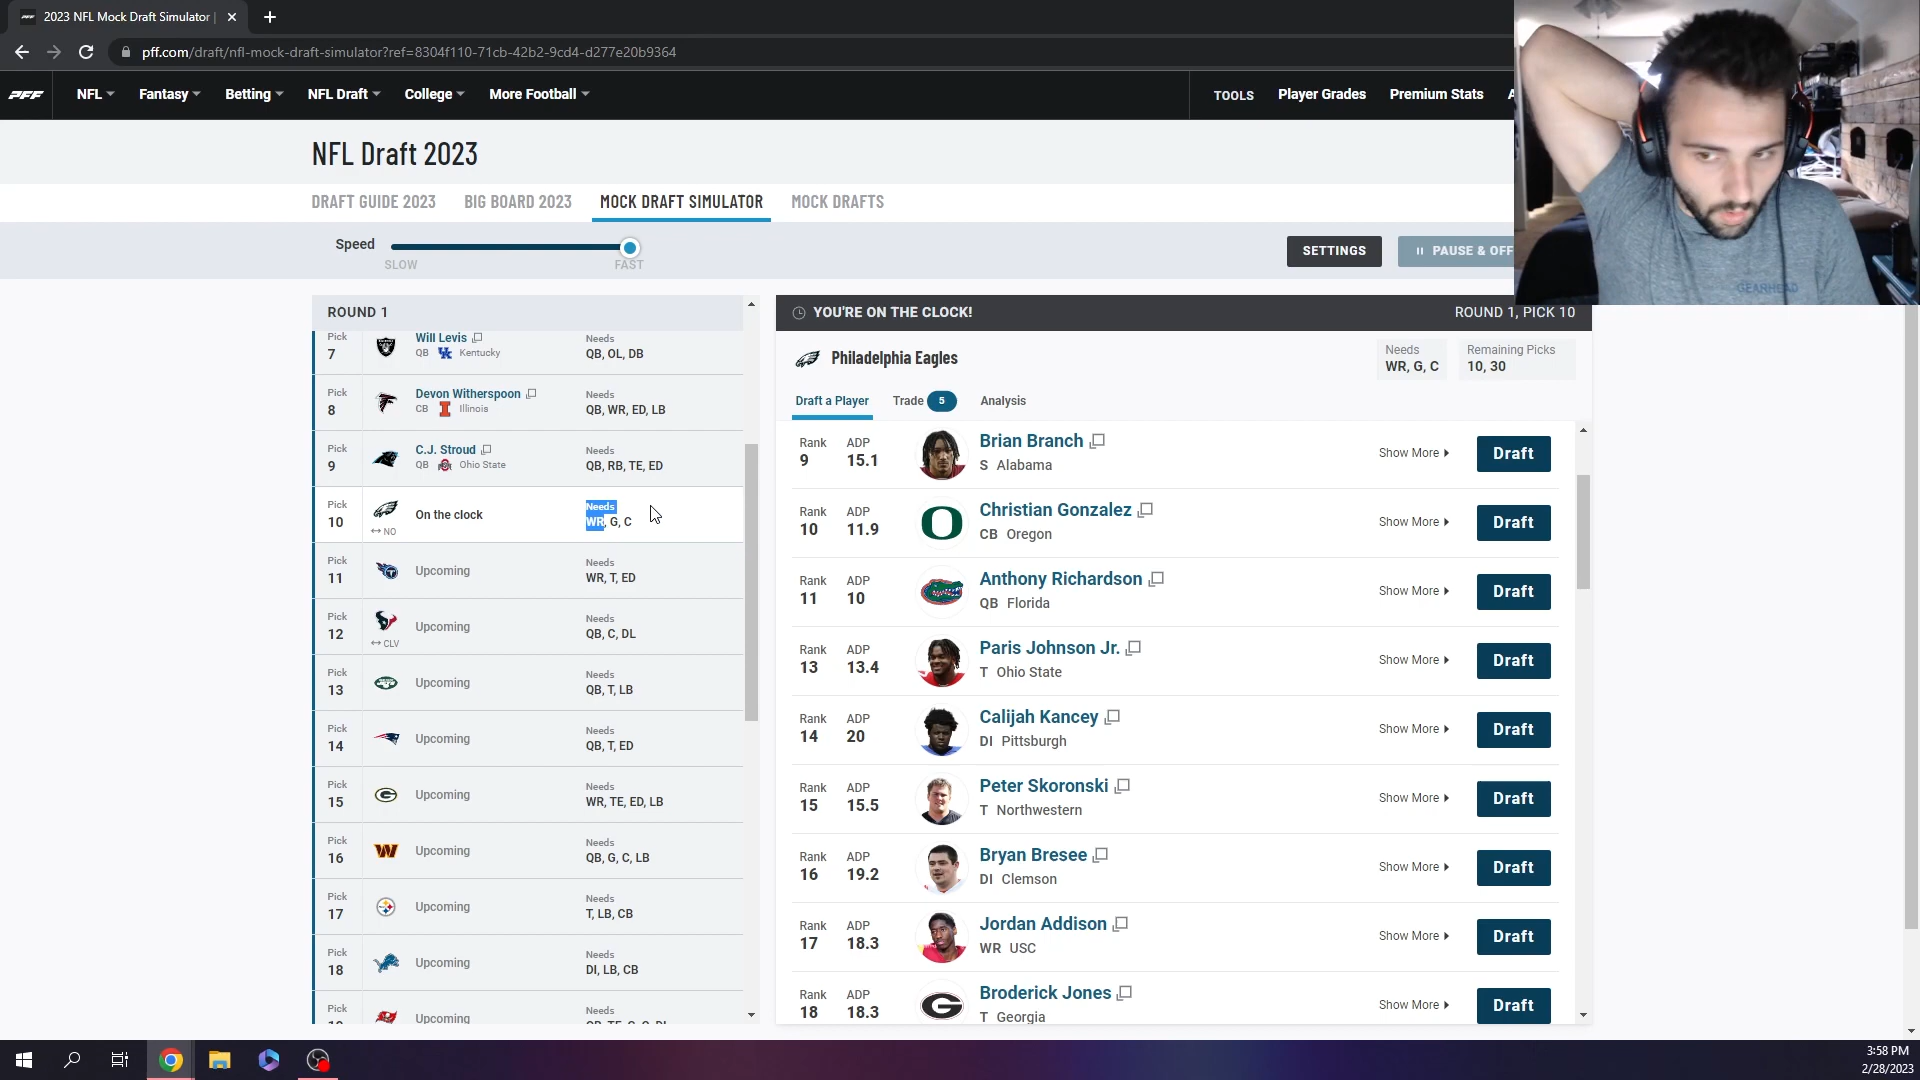 2023 NFL Mock Draft Simulator |
pff.com/draft/nfl-mock-draft-simulator?ref=8304f110-71cb-42b2-9cd4-d277e20b9364
PFF
NFL
Fantasy
Betting
NFL Draft
College
More Football
TOOLS
Player Grades
Premium Stats
NFL Draft 2023
DRAFT GUIDE 2023
BIG BOARD 2023
MOCK DRAFT SIMULATOR
MOCK DRAFTS
Speed
SLOW
FAST
SETTINGS
PAUSE & OFF
GEARHEAD
ROUND 1
Pick
7
Will Levis
QB Kentucky
Needs
QB, OL, DB
Pick
8
Devon Witherspoon
CB Illinois
Needs
QB, WR, ED, LB
Pick
9
C.J. Stroud
QB Ohio State
Needs
QB, RB, TE, ED
Pick
10
↔ NO
On the clock
Needs
WR, G, C
Pick
11
Upcoming
Needs
WR, T, ED
Pick
12
↔ CLV
Upcoming
Needs
QB, C, DL
Pick
13
Upcoming
Needs
QB, T, LB
Pick
14
Upcoming
Needs
QB, T, ED
Pick
15
Upcoming
Needs
WR, TE, ED, LB
Pick
16
Upcoming
Needs
QB, G, C, LB
Pick
17
Upcoming
Needs
T, LB, CB
Pick
18
Upcoming
Needs
DI, LB, CB
Pick
Upcoming
Needs
YOU'RE ON THE CLOCK!
ROUND 1, PICK 10
Philadelphia Eagles
Needs
WR, G, C
Remaining Picks
10, 30
Draft a Player
Trade 5
Analysis
Rank
9
ADP
15.1
Brian Branch
S Alabama
Show More
Draft
Rank
10
ADP
11.9
Christian Gonzalez
CB Oregon
Show More
Draft
Rank
11
ADP
10
Anthony Richardson
QB Florida
Show More
Draft
Rank
13
ADP
13.4
Paris Johnson Jr.
T Ohio State
Show More
Draft
Rank
14
ADP
20
Calijah Kancey
DI Pittsburgh
Show More
Draft
Rank
15
ADP
15.5
Peter Skoronski
T Northwestern
Show More
Draft
Rank
16
ADP
19.2
Bryan Bresee
DI Clemson
Show More
Draft
Rank
17
ADP
18.3
Jordan Addison
WR USC
Show More
Draft
Rank
18
ADP
18.3
Broderick Jones
T Georgia
Show More
Draft
3:58 PM
2/28/2023